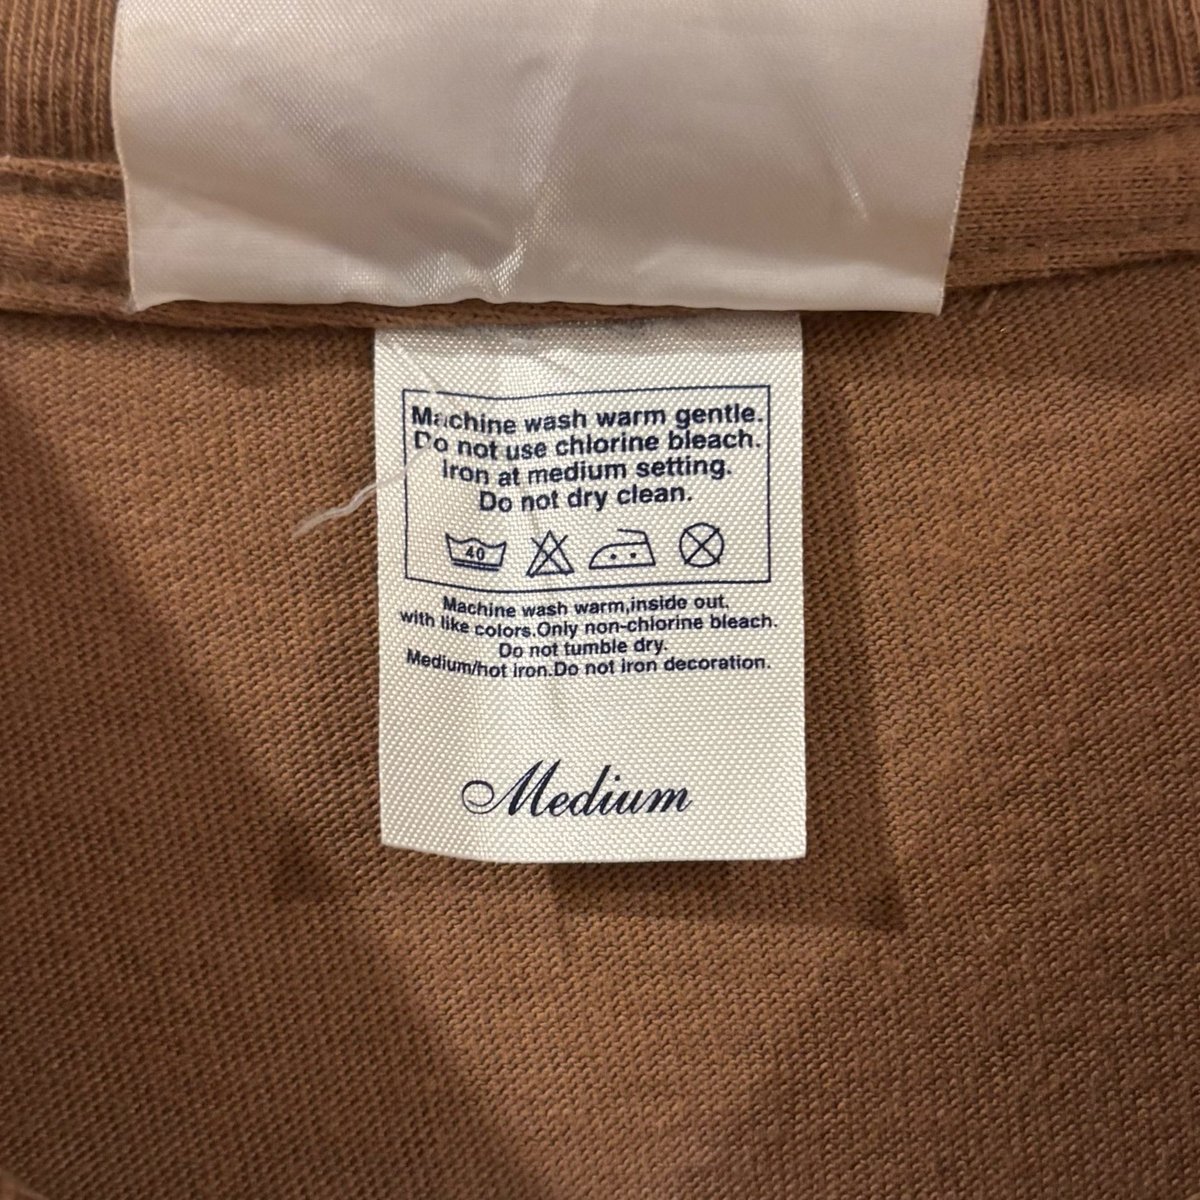 Machine wash warm gentle.
Do not use chlorine bleach.
Iron at medium setting.
Do not dry clean.
40
Machine wash warm,inside out,
with like colors.Only non-chlorine bleach.
Do not tumble dry.
Medium/hot iron.Do not iron decoration.
Medium